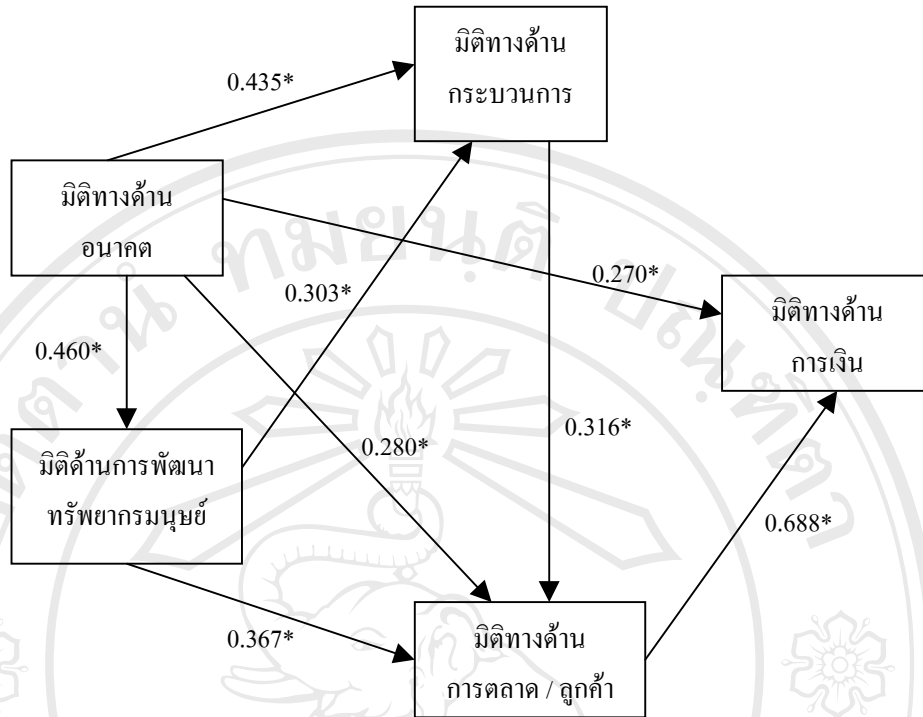 มิติทางด้าน
กระบวนการ
0.435*
มิติทางด้าน
อนาคต
0.303*
0.270*
มิติทางด้าน
การเงิน
0.460*
0.316*
0.280*
มิติด้านการพัฒนา
ทรัพยากรมนุษย์
0.688*
0.367*
มิติทางด้าน
การตลาด / ลูกค้า